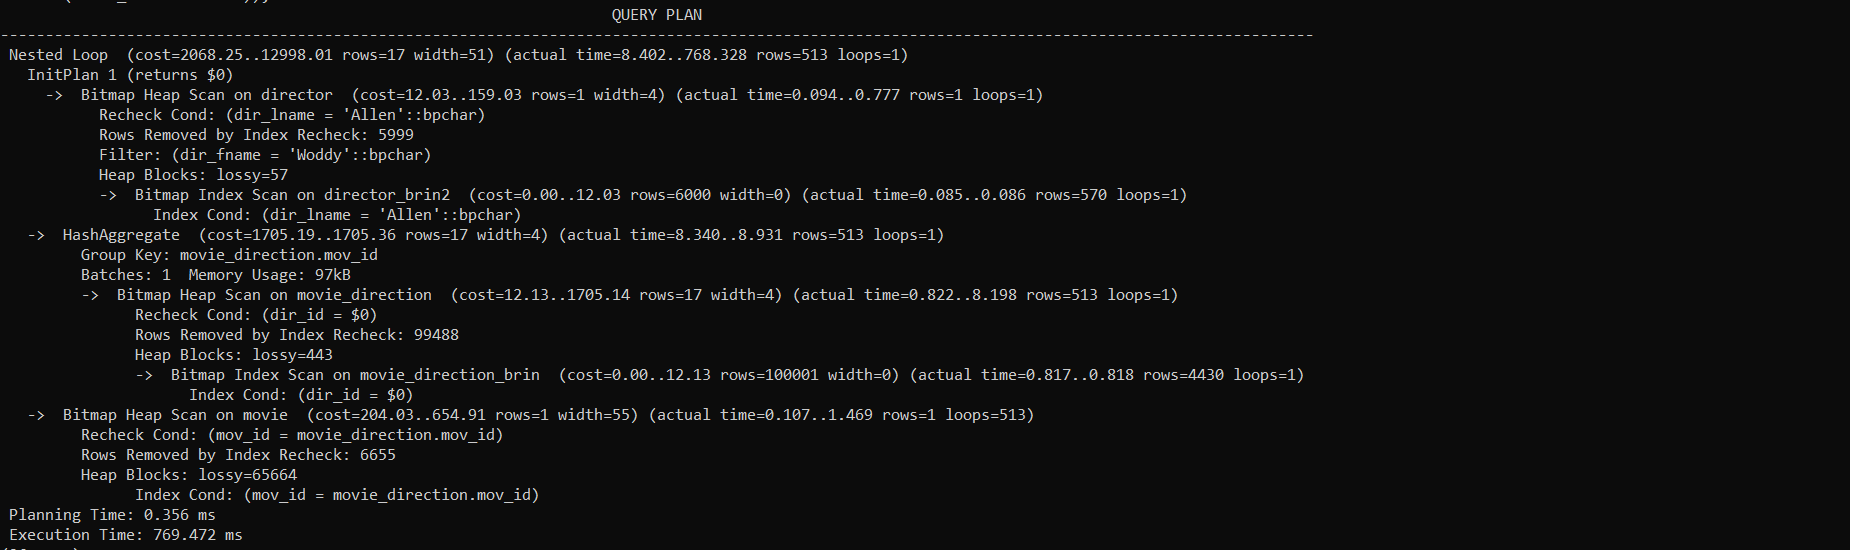 QUERY PLAN
-----------------------------------------------------------------------------------------------------------------------------------------------------
Nested Loop  (cost=2068.25..12998.01 rows=17 width=51) (actual time=8.402..768.328 rows=513 loops=1)
  InitPlan 1 (returns $0)
    ->  Bitmap Heap Scan on director  (cost=12.03..159.03 rows=1 width=4) (actual time=0.094..0.777 rows=1 loops=1)
          Recheck Cond: (dir_lname = 'Allen'::bpchar)
          Rows Removed by Index Recheck: 5999
          Filter: (dir_fname = 'Woddy'::bpchar)
          Heap Blocks: lossy=57
          ->  Bitmap Index Scan on director_brin2  (cost=0.00..12.03 rows=6000 width=0) (actual time=0.085..0.086 rows=570 loops=1)
                Index Cond: (dir_lname = 'Allen'::bpchar)
  ->  HashAggregate  (cost=1705.19..1705.36 rows=17 width=4) (actual time=8.340..8.931 rows=513 loops=1)
        Group Key: movie_direction.mov_id
        Batches: 1  Memory Usage: 97kB
        ->  Bitmap Heap Scan on movie_direction  (cost=12.13..1705.14 rows=17 width=4) (actual time=0.822..8.198 rows=513 loops=1)
              Recheck Cond: (dir_id = $0)
              Rows Removed by Index Recheck: 99488
              Heap Blocks: lossy=443
              ->  Bitmap Index Scan on movie_direction_brin  (cost=0.00..12.13 rows=100001 width=0) (actual time=0.817..0.818 rows=4430 loops=1)
                    Index Cond: (dir_id = $0)
  ->  Bitmap Heap Scan on movie  (cost=204.03..654.91 rows=1 width=55) (actual time=0.107..1.469 rows=1 loops=513)
        Recheck Cond: (mov_id = movie_direction.mov_id)
        Rows Removed by Index Recheck: 6655
        Heap Blocks: lossy=65664
              Index Cond: (mov_id = movie_direction.mov_id)
Planning Time: 0.356 ms
Execution Time: 769.472 ms